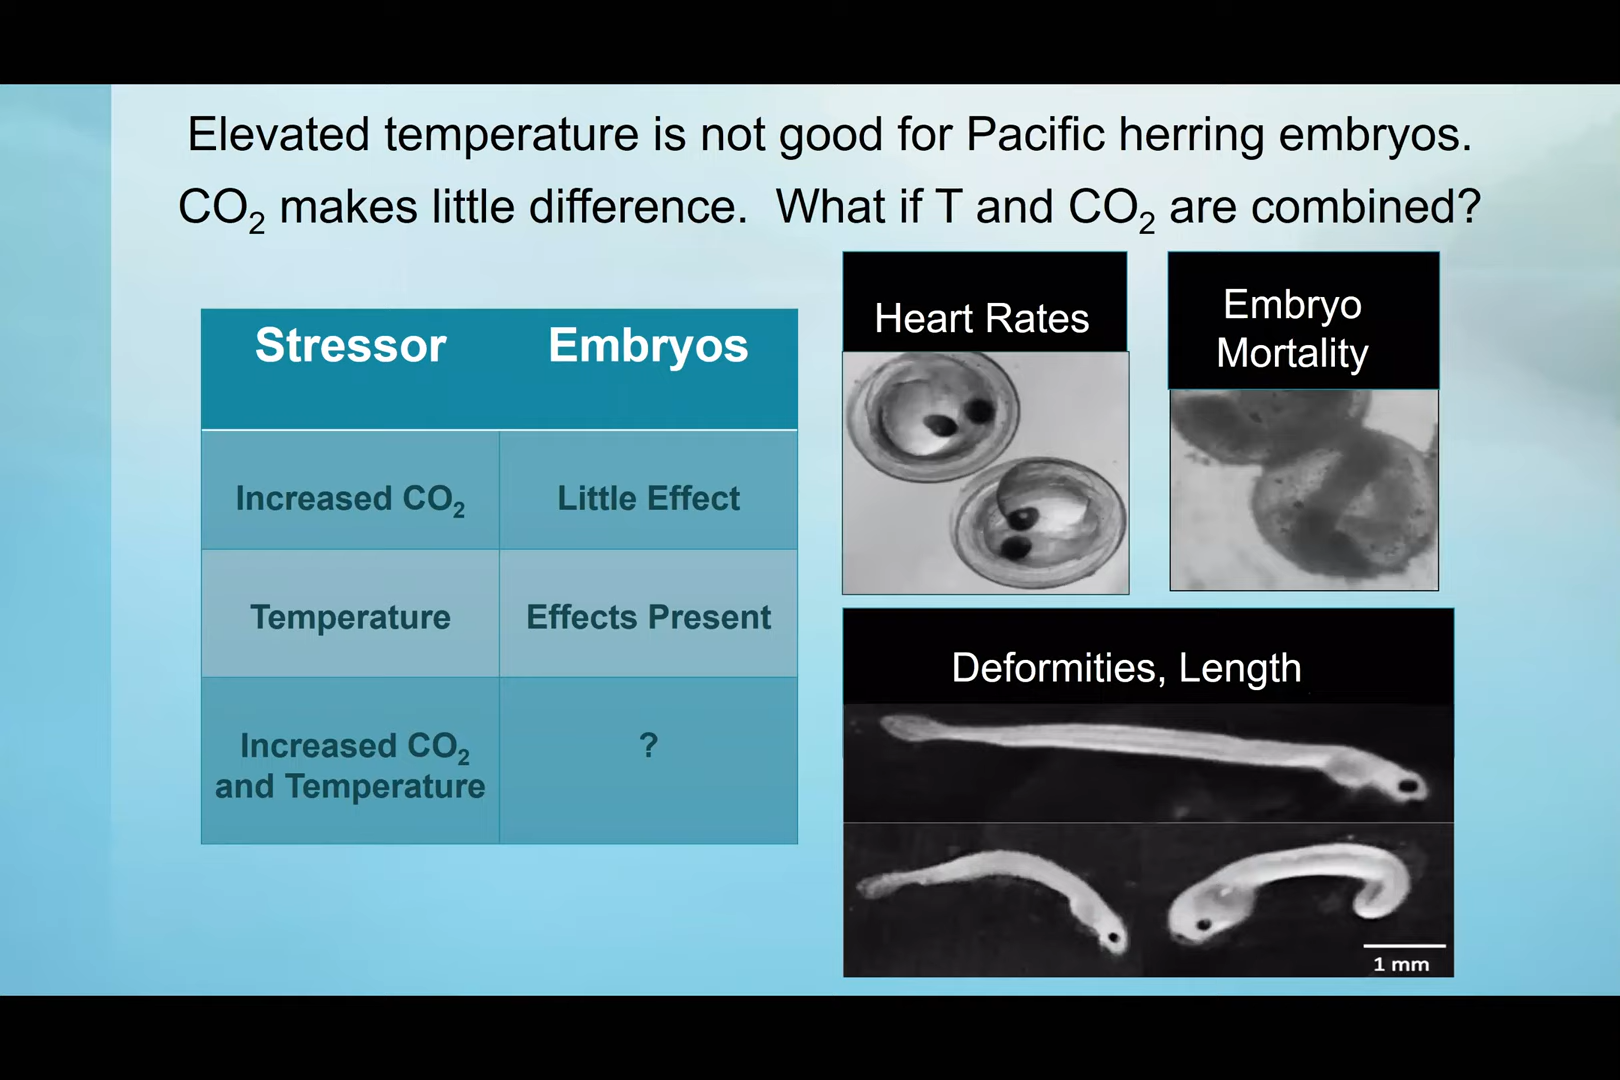 Elevated temperature is not good for Pacific herring embryos.
CO₂ makes little difference. What if T and CO₂ are combined?
Stressor Embryos
Increased CO₂ Little Effect
Temperature Effects Present
Increased CO₂
and Temperature ?
Heart Rates
Embryo
Mortality
Deformities, Length
1 mm